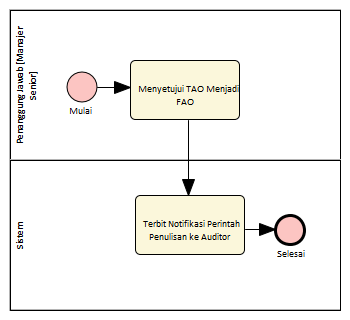 Penanggung Jawab [Manajer
Senior]
Mulai
Menyetujui TAO Menjadi
FAO
Sistem
Terbit Notifikasi Perintah
Penulisan ke Auditor
Selesai